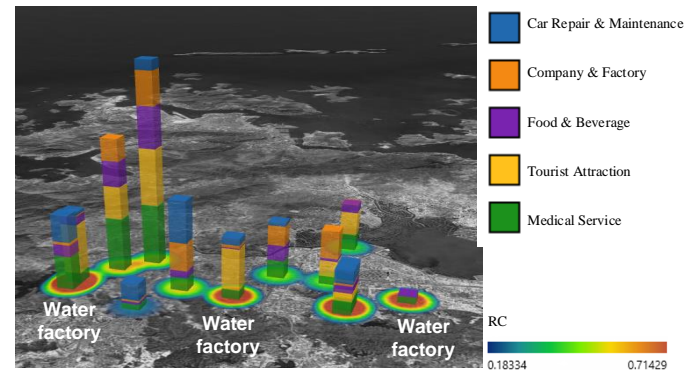 Car Repair & Maintenance
Company & Factory
Food & Beverage
Tourist Attraction
Medical Service
Water
factory
Water
factory
Water
factory
RC
0.18334 0.71429